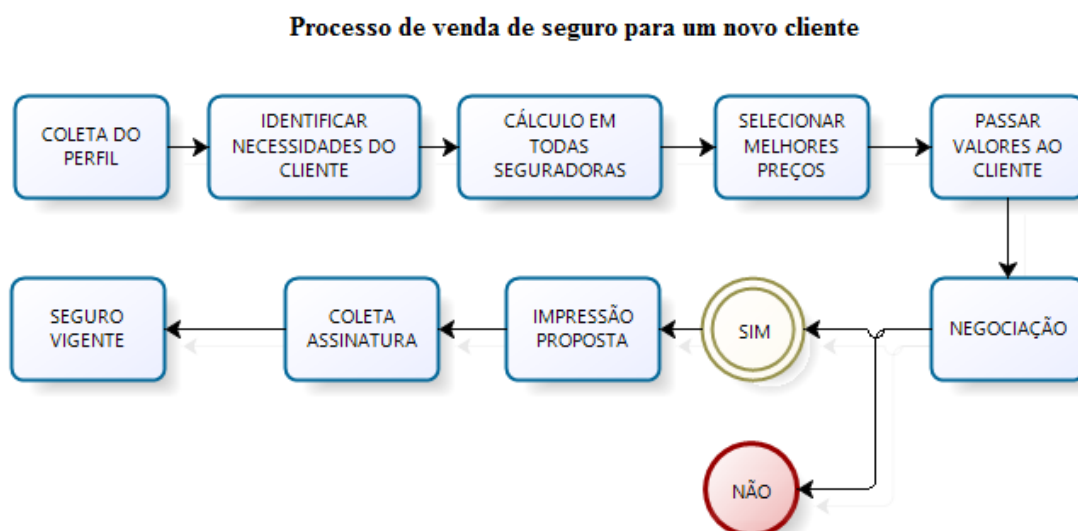 Processo de venda de seguro para um novo cliente
COLETA DO
PERFIL
IDENTIFICAR
NECESSIDADES DO
CLIENTE
CÁLCULO EM
TODAS
SEGURADORAS
SELECIONAR
MELHORES
PREÇOS
PASSAR
VALORES AO
CLIENTE
NEGOCIAÇÃO
SIM
IMPRESSÃO
PROPOSTA
COLETA
ASSINATURA
SEGURO
VIGENTE
NÃO